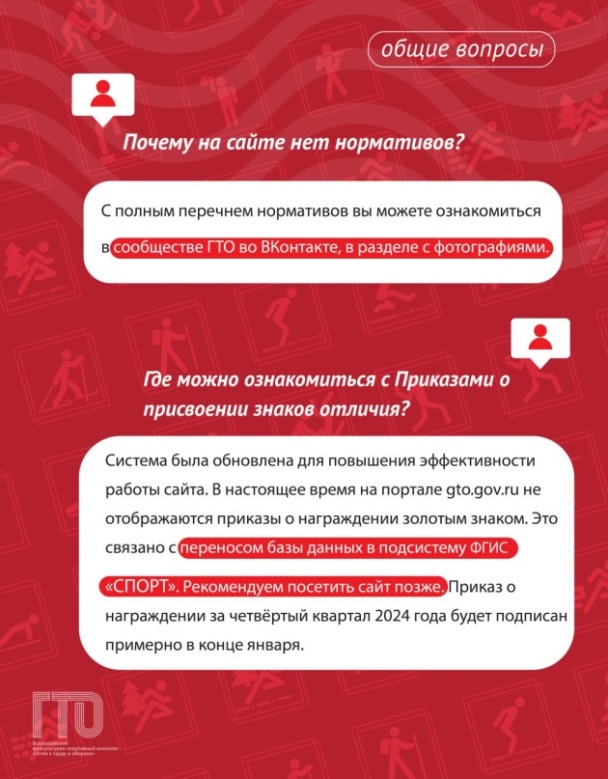 общие вопросы
Почему на сайте нет нормативов?
С полным перечнем нормативов вы можете ознакомиться
в сообществе ГТО во ВКонтакте, в разделе с фотографиями.
Где можно ознакомиться с Приказами о
присвоении знаков отличия?
Система была обновлена для повышения эффективности
работы сайта. В настоящее время на портале gto.gov.ru не
отображаются приказы о награждении золотым знаком. Это
связано с переносом базы данных в подсистему ФГИС
«СПОРТ». Рекомендуем посетить сайт позже. Приказ о
награждении за четвёртый квартал 2024 года будет подписан
примерно в конце января.
ГТО
Всероссийский
физкультурно-спортивный комплекс
«Готов к труду и обороне»